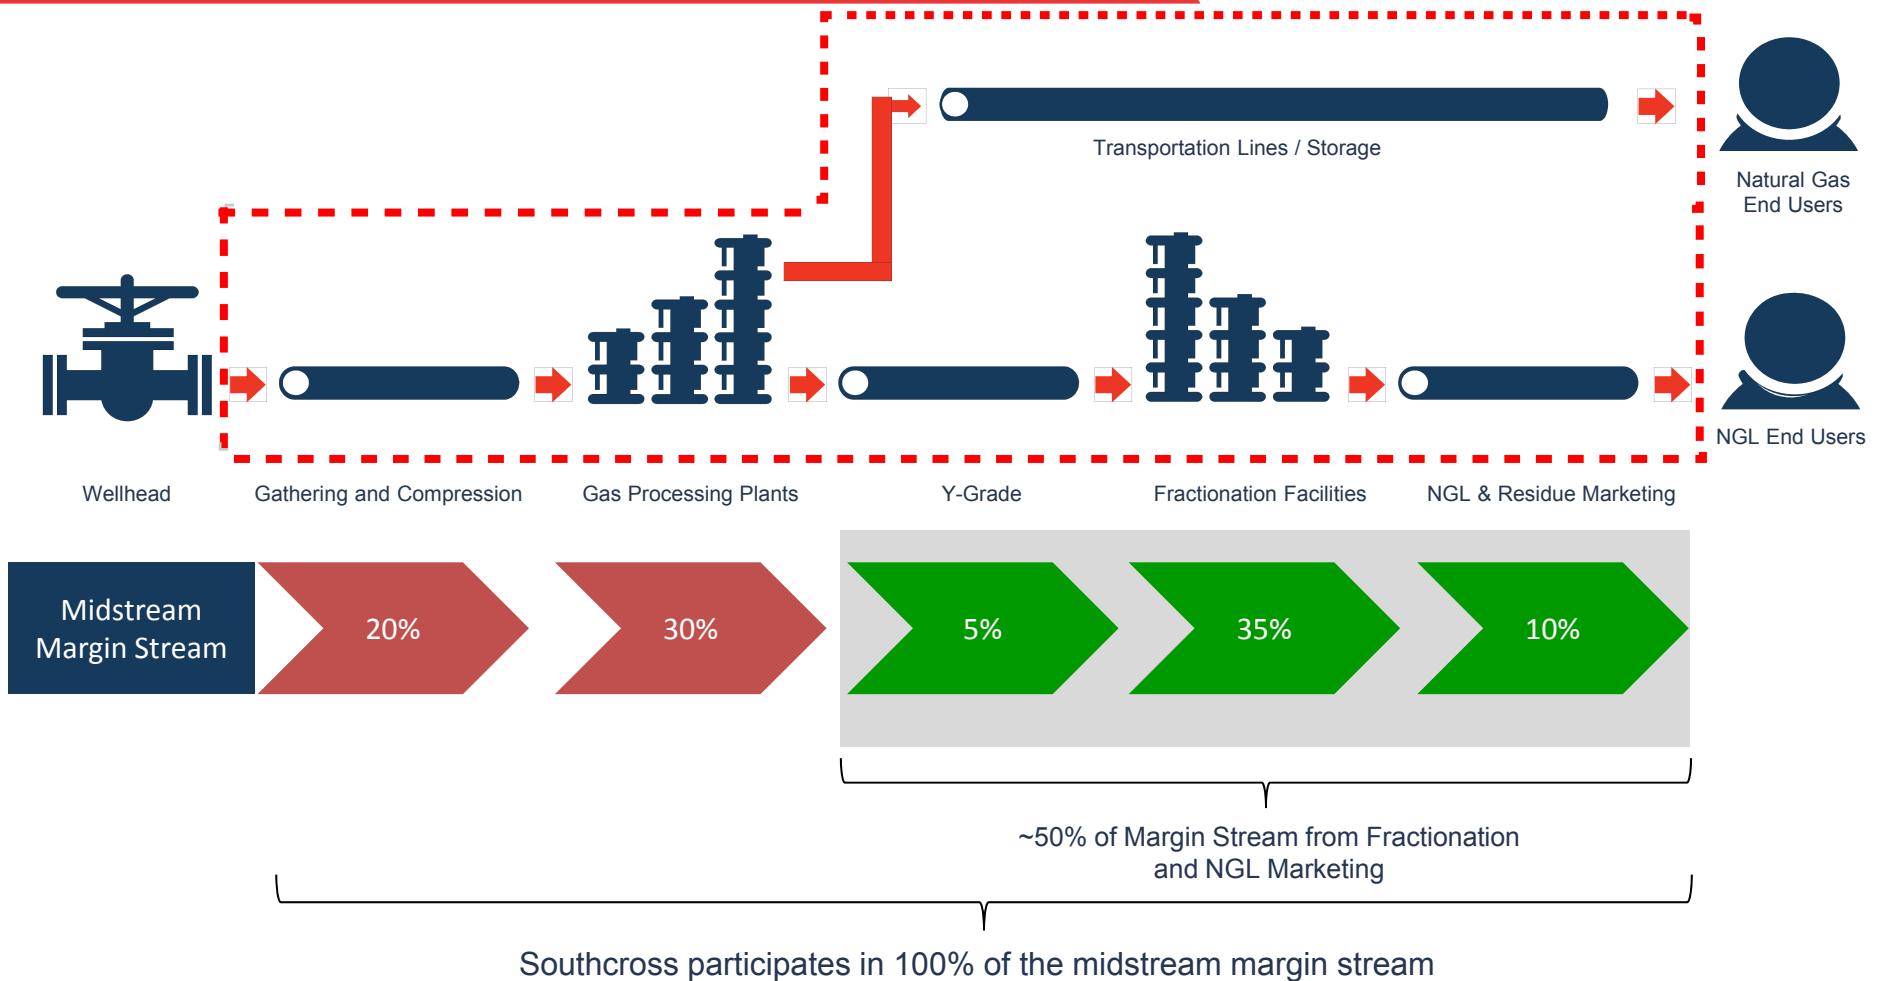 Transportation Lines / Storage
Natural Gas
End Users
NGL End Users
Wellhead
Gathering and Compression
Gas Processing Plants
Y-Grade
Fractionation Facilities
NGL & Residue Marketing
Midstream
Margin Stream
20%
30%
5%
35%
10%
~50% of Margin Stream from Fractionation
and NGL Marketing
Southcross participates in 100% of the midstream margin stream